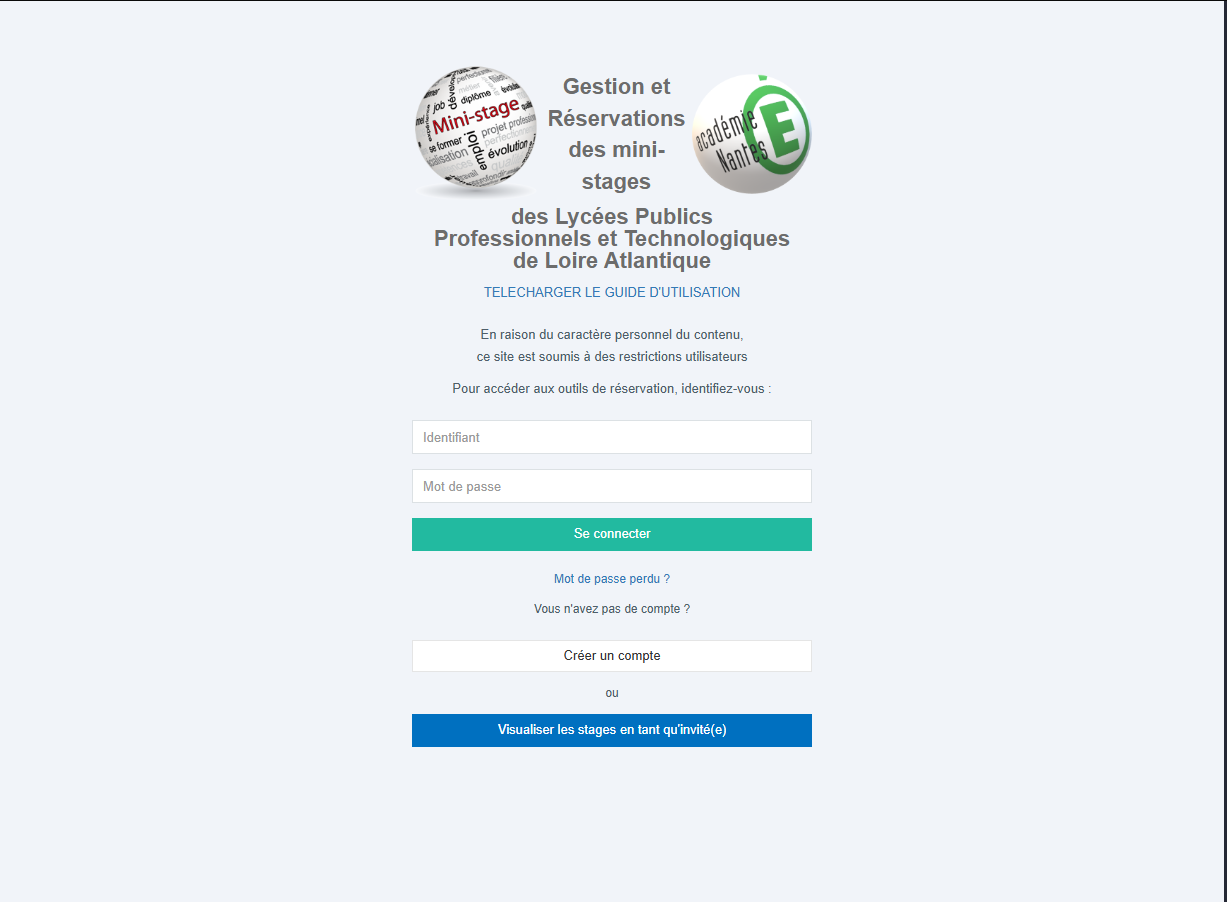 Mini-stage
job
diplôme
se former
projet professionn
emploi
évolution
académie
Nantes
Gestion et
Réservations
des mini-
stages
des Lycées Publics
Professionnels et Technologiques
de Loire Atlantique
TELECHARGER LE GUIDE D'UTILISATION
En raison du caractère personnel du contenu,
ce site est soumis à des restrictions utilisateurs
Pour accéder aux outils de réservation, identifiez-vous :
Identifiant
Mot de passe
Se connecter
Mot de passe perdu ?
Vous n'avez pas de compte ?
Créer un compte
ou
Visualiser les stages en tant qu'invité(e)